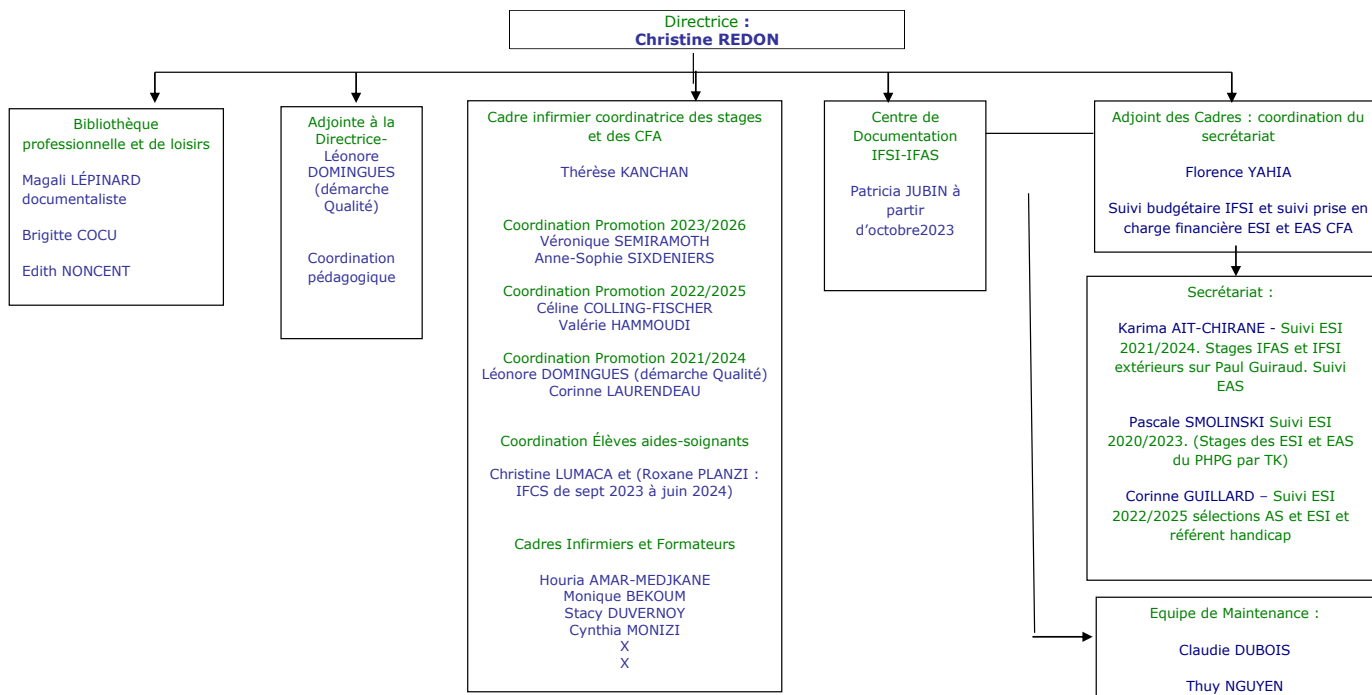 Directrice :
Christine REDON
Bibliothèque
professionnelle et de loisirs
Magali LÉPINARD
documentaliste
Brigitte COCU
Edith NONCENT
Adjointe à la
Directrice-
Léonore
DOMINGUES
(démarche
Qualité)
Coordination
pédagogique
Cadre infirmier coordinatrice des stages
et des CFA
Thérèse KANCHAN
Coordination Promotion 2023/2026
Véronique SEMIRAMOTH
Anne-Sophie SIXDENIERS
Coordination Promotion 2022/2025
Céline COLLING-FISCHER
Valérie HAMMOUDI
Coordination Promotion 2021/2024
Léonore DOMINGUES (démarche Qualité)
Corinne LAURENDEAU
Coordination Élèves aides-soignants
Christine LUMACA et (Roxane PLANZI :
IFCS de sept 2023 à juin 2024)
Cadres Infirmiers et Formateurs
Houria AMAR-MEDJKANE
Monique BEKOUM
Stacy DUVERNOY
Cynthia MONIZI
X
X
Centre de
Documentation
IFSI-IFAS
Patricia JUBIN à
partir
d'octobre2023
Adjoint des Cadres : coordination du
secrétariat
Florence YAHIA
Suivi budgétaire IFSI et suivi prise en
charge financière ESI et EAS CFA
Secrétariat :
Karima AIT-CHIRANE - Suivi ESI
2021/2024. Stages IFAS et IFSI
extérieurs sur Paul Guiraud. Suivi
EAS
Pascale SMOLINSKI Suivi ESI
2020/2023. (Stages des ESI et EAS
du PHPG par TK)
Corinne GUILLARD – Suivi ESI
2022/2025 sélections AS et ESI et
référent handicap
Equipe de Maintenance :
Claudie DUBOIS
Thuy NGUYEN